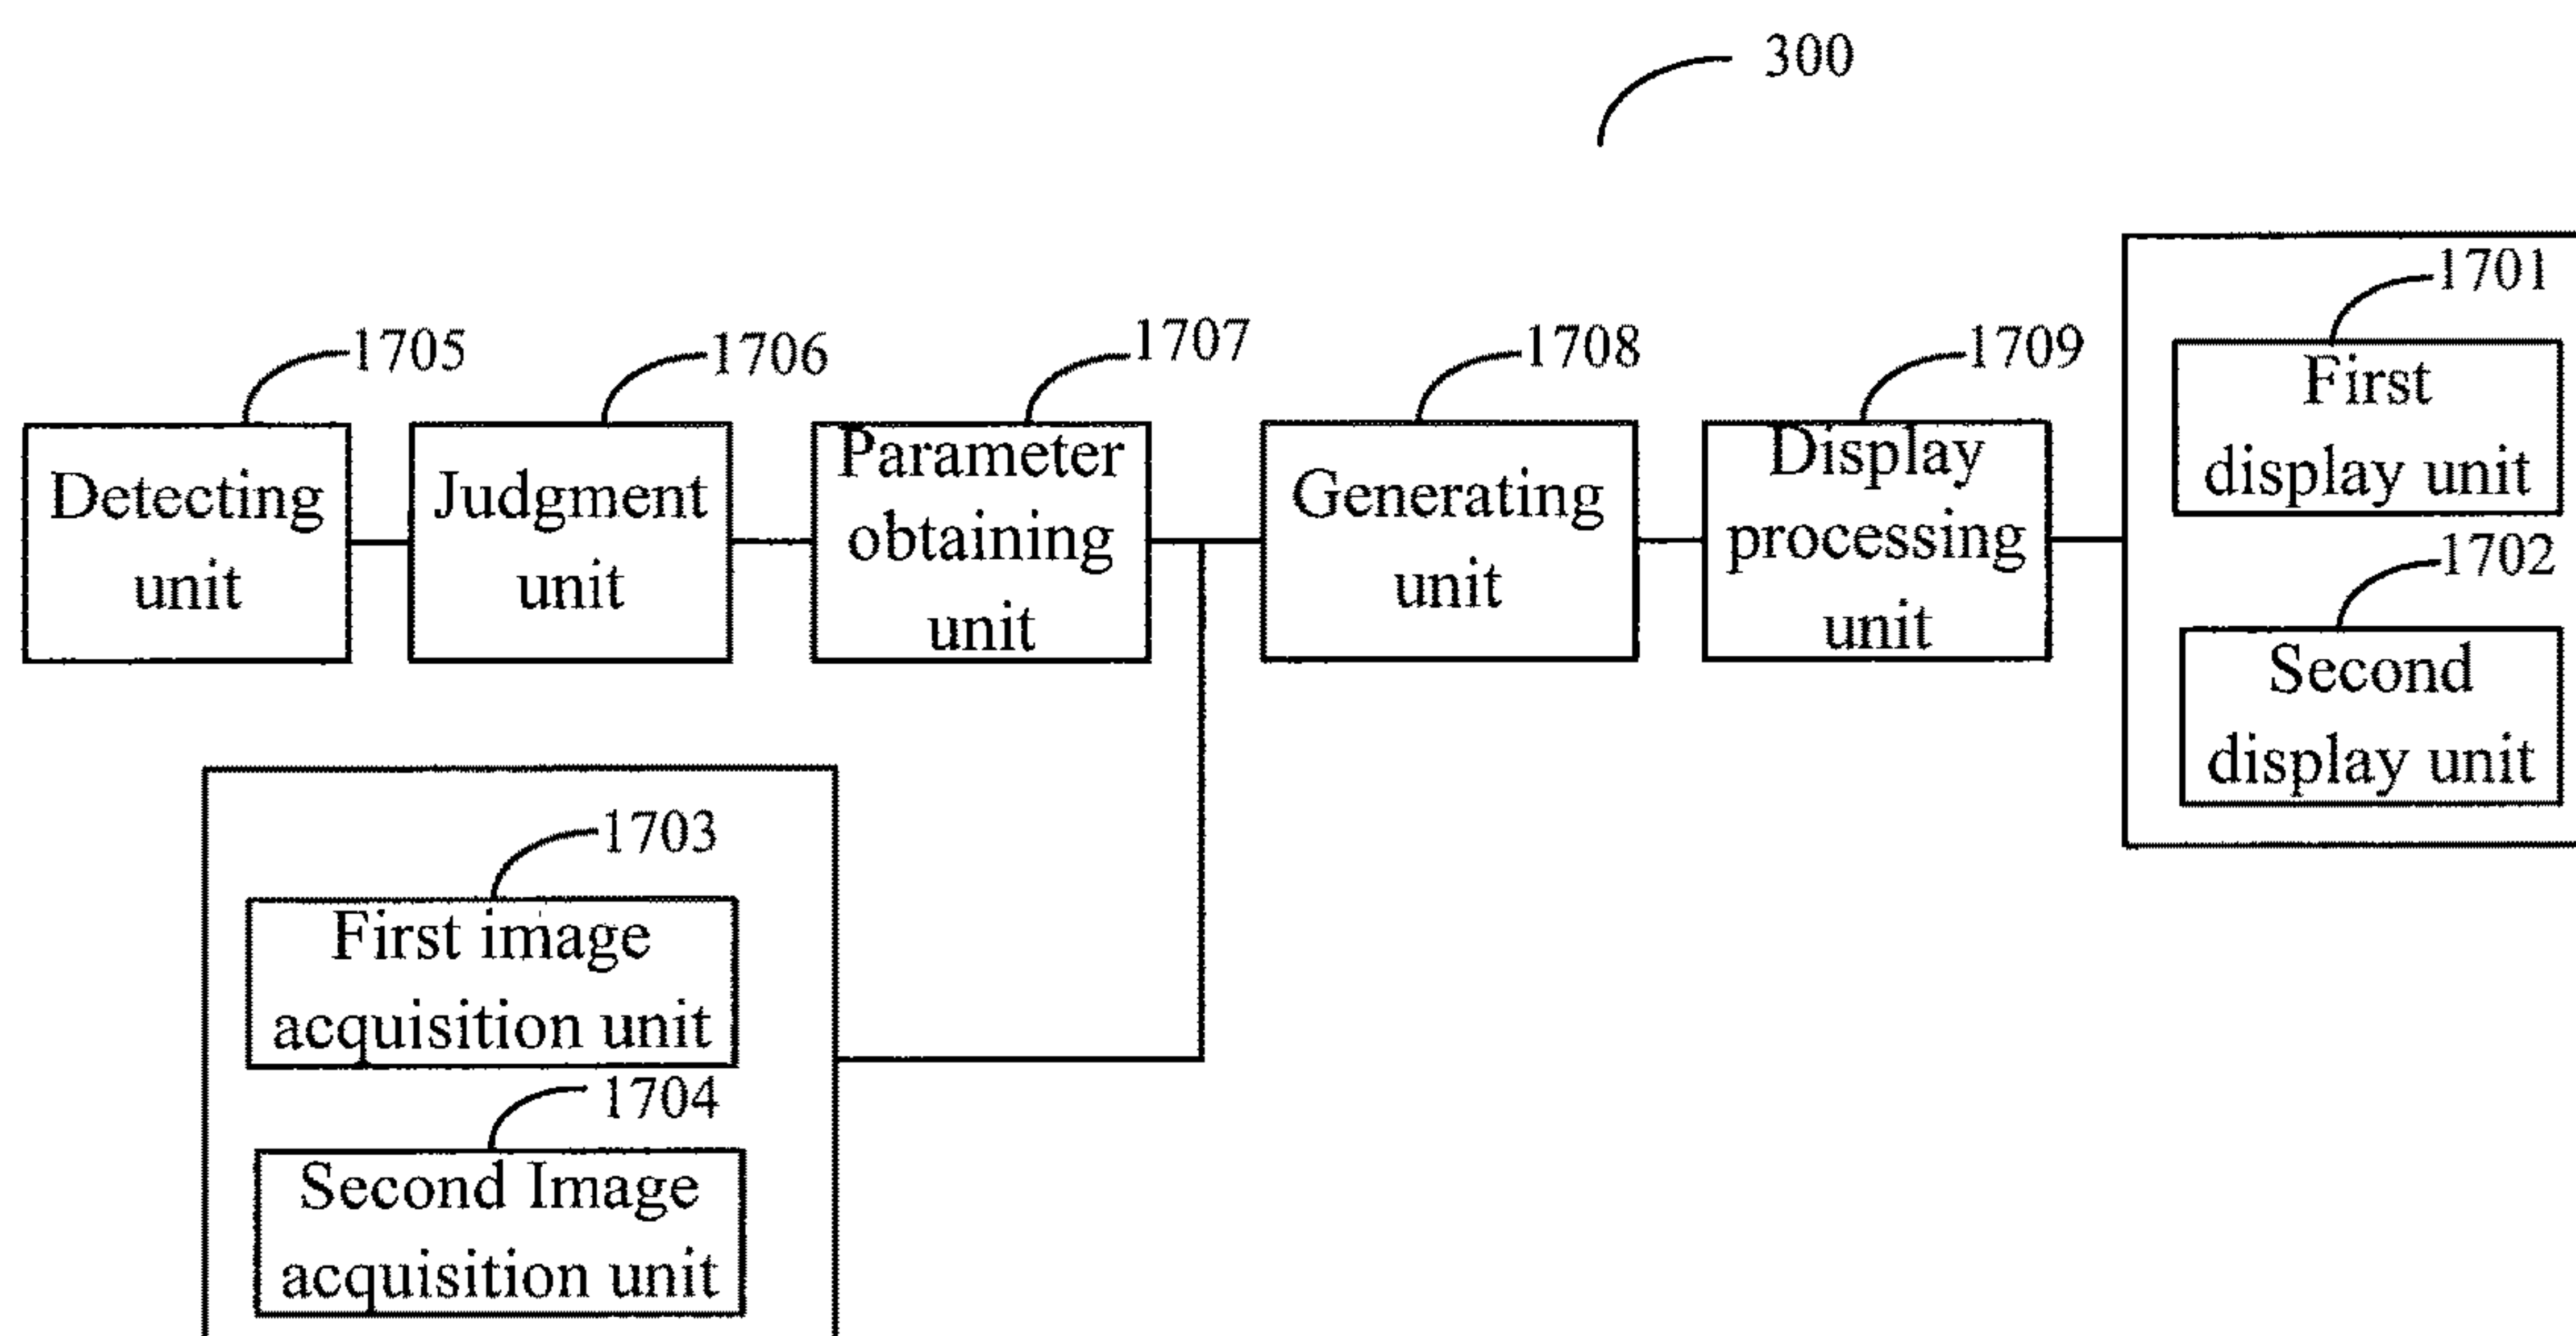 300
1701
First
display unit
1705
1706
1707
1708
1709
Detecting
unit
Judgment
unit
Parameter
obtaining
unit
Generating
unit
Display
processing
unit
1702
Second
display unit
1703
First image
acquisition unit
1704
Second Image
acquisition unit